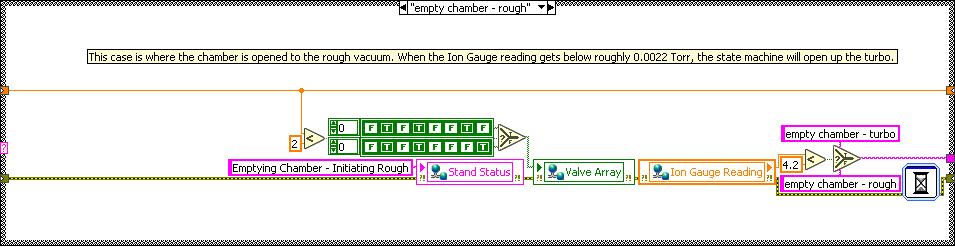 "empty chamber - rough"
This case is where the chamber is opened to the rough vacuum. When the Ion Gauge reading gets below roughly 0.0022 Torr, the state machine will open up the turbo.
0 F T F T F F T F
2 <
0 F T F T F F F T
empty chamber - turbo
Emptying Chamber - Initiating Rough ?! Stand Status ?! ?! Valve Array ?! ?! Ion Gauge Reading ?! 4.2 < ?
empty chamber - rough